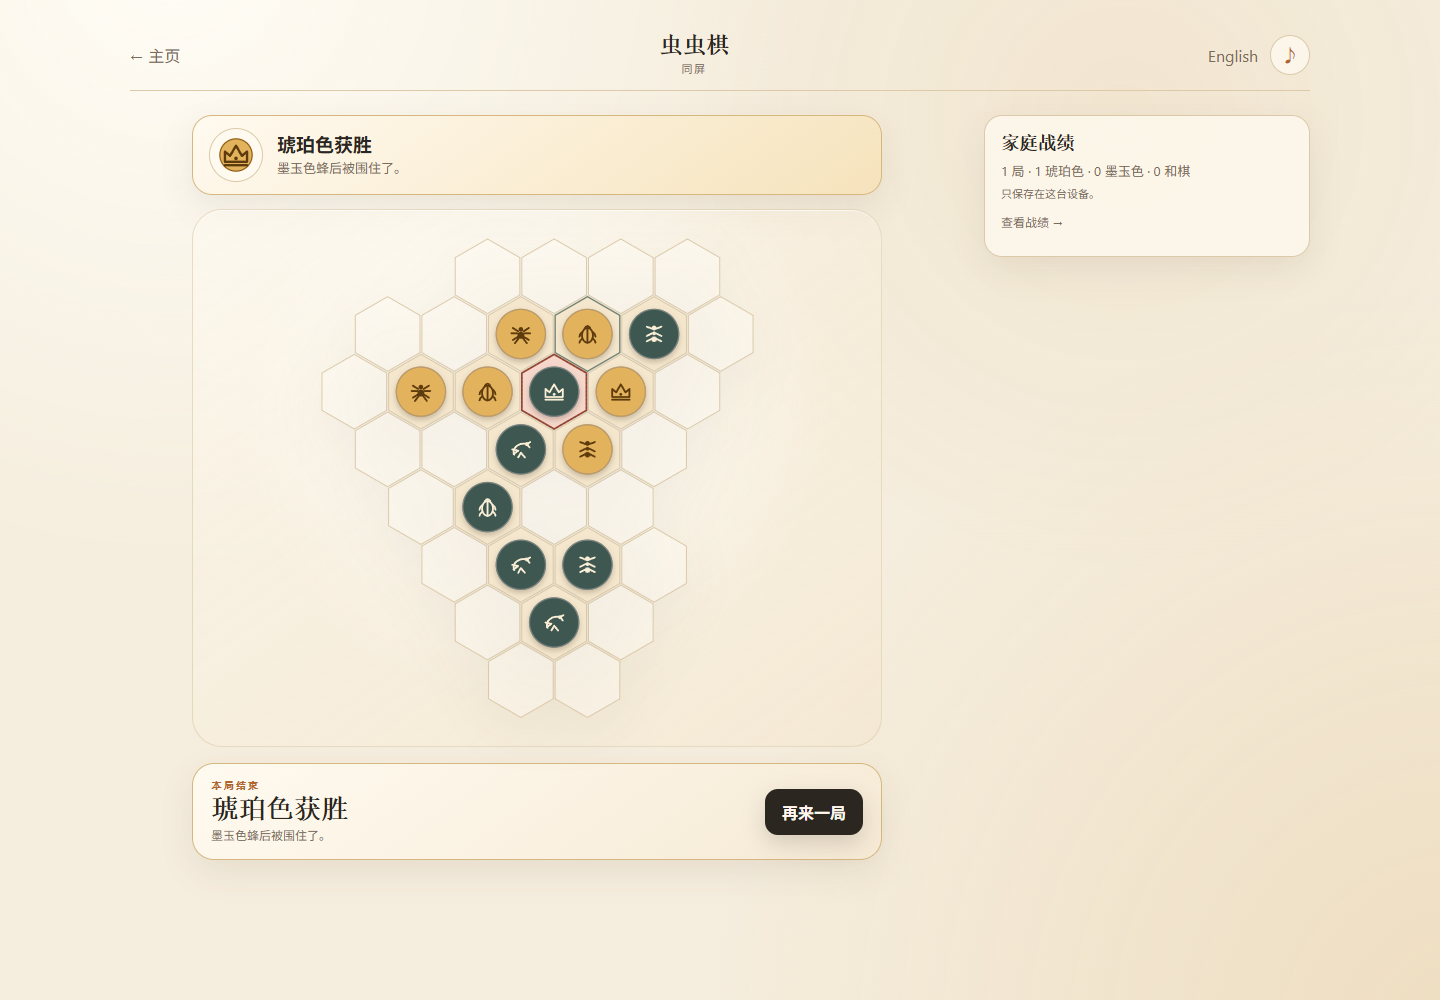 ← 主页
虫虫棋
同屏
English
琥珀色获胜
墨玉色蜂后被围住了。
家庭战绩
1 局 · 1 琥珀色 · 0 墨玉色 · 0 和棋
只保存在这台设备。
查看战绩 →
本局结束
琥珀色获胜
墨玉色蜂后被围住了。
再来一局